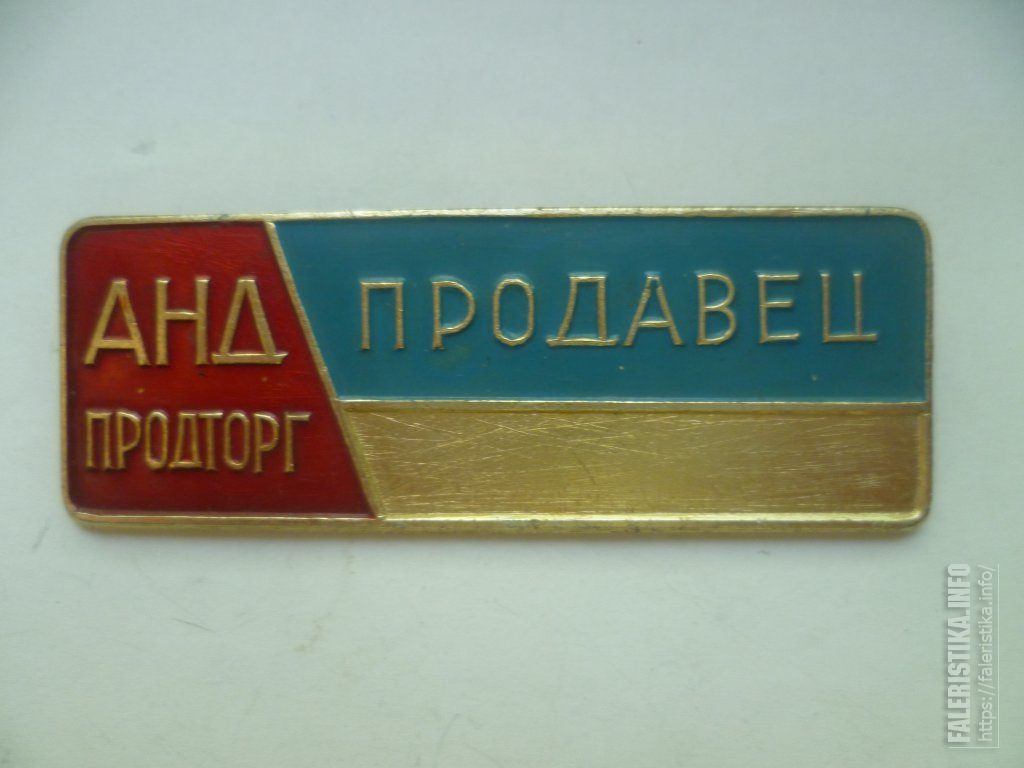 АНД
ПРОДТОРГ
ПРОДАВЕЦ
FALERISTIKA.INFO
https://faleristika.info/